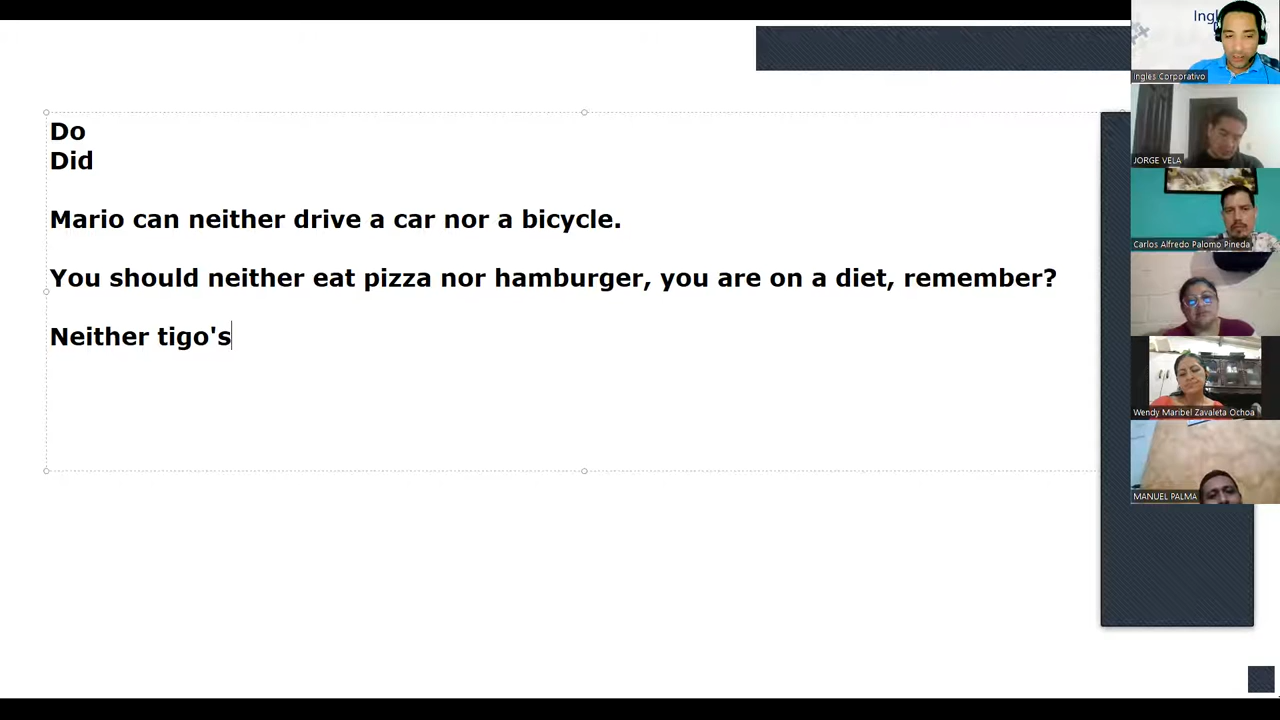 Do
Did
Mario can neither drive a car nor a bicycle.
You should neither eat pizza nor hamburger, you are on a diet, remember?
Neither tigo's
Ingles Corporativo
JORGE VELA
Carlos Alfredo Palomo Pineda
Wendy Maribel Zavaleta Ochoa
MANUEL PALMA